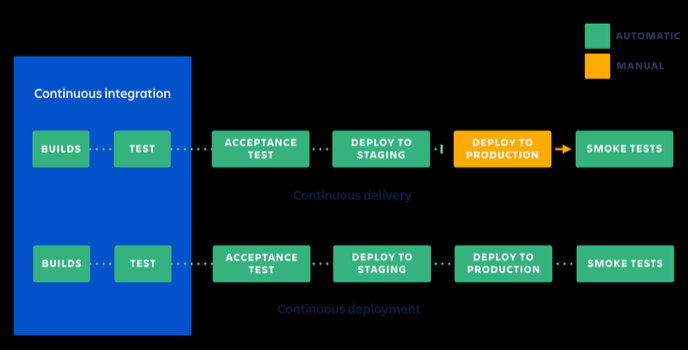 AUTOMATIC
MANUAL
Continuous integration
BUILDS
TEST
ACCEPTANCE
TEST
DEPLOY TO
STAGING
DEPLOY TO
PRODUCTION
SMOKE TESTS
Continuous delivery
BUILDS
TEST
ACCEPTANCE
TEST
DEPLOY TO
STAGING
DEPLOY TO
PRODUCTION
SMOKE TESTS
Continuous deployment